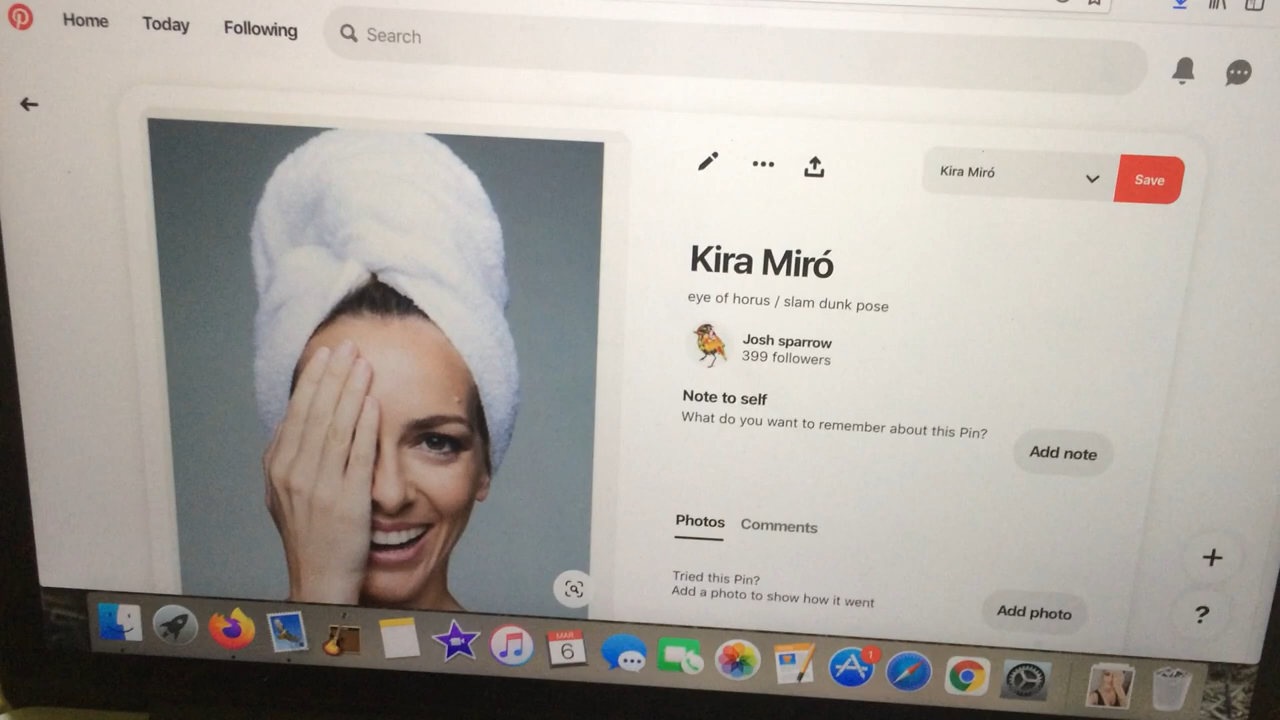 Home
Today
Following
Search
Kira Miró
Save
Kira Miró
eye of horus / slam dunk pose
Josh sparrow
399 followers
Note to self
What do you want to remember about this Pin?
Add note
Photos
Comments
Tried this Pin?
Add a photo to show how it went
Add photo
+
?
MAR
6
1